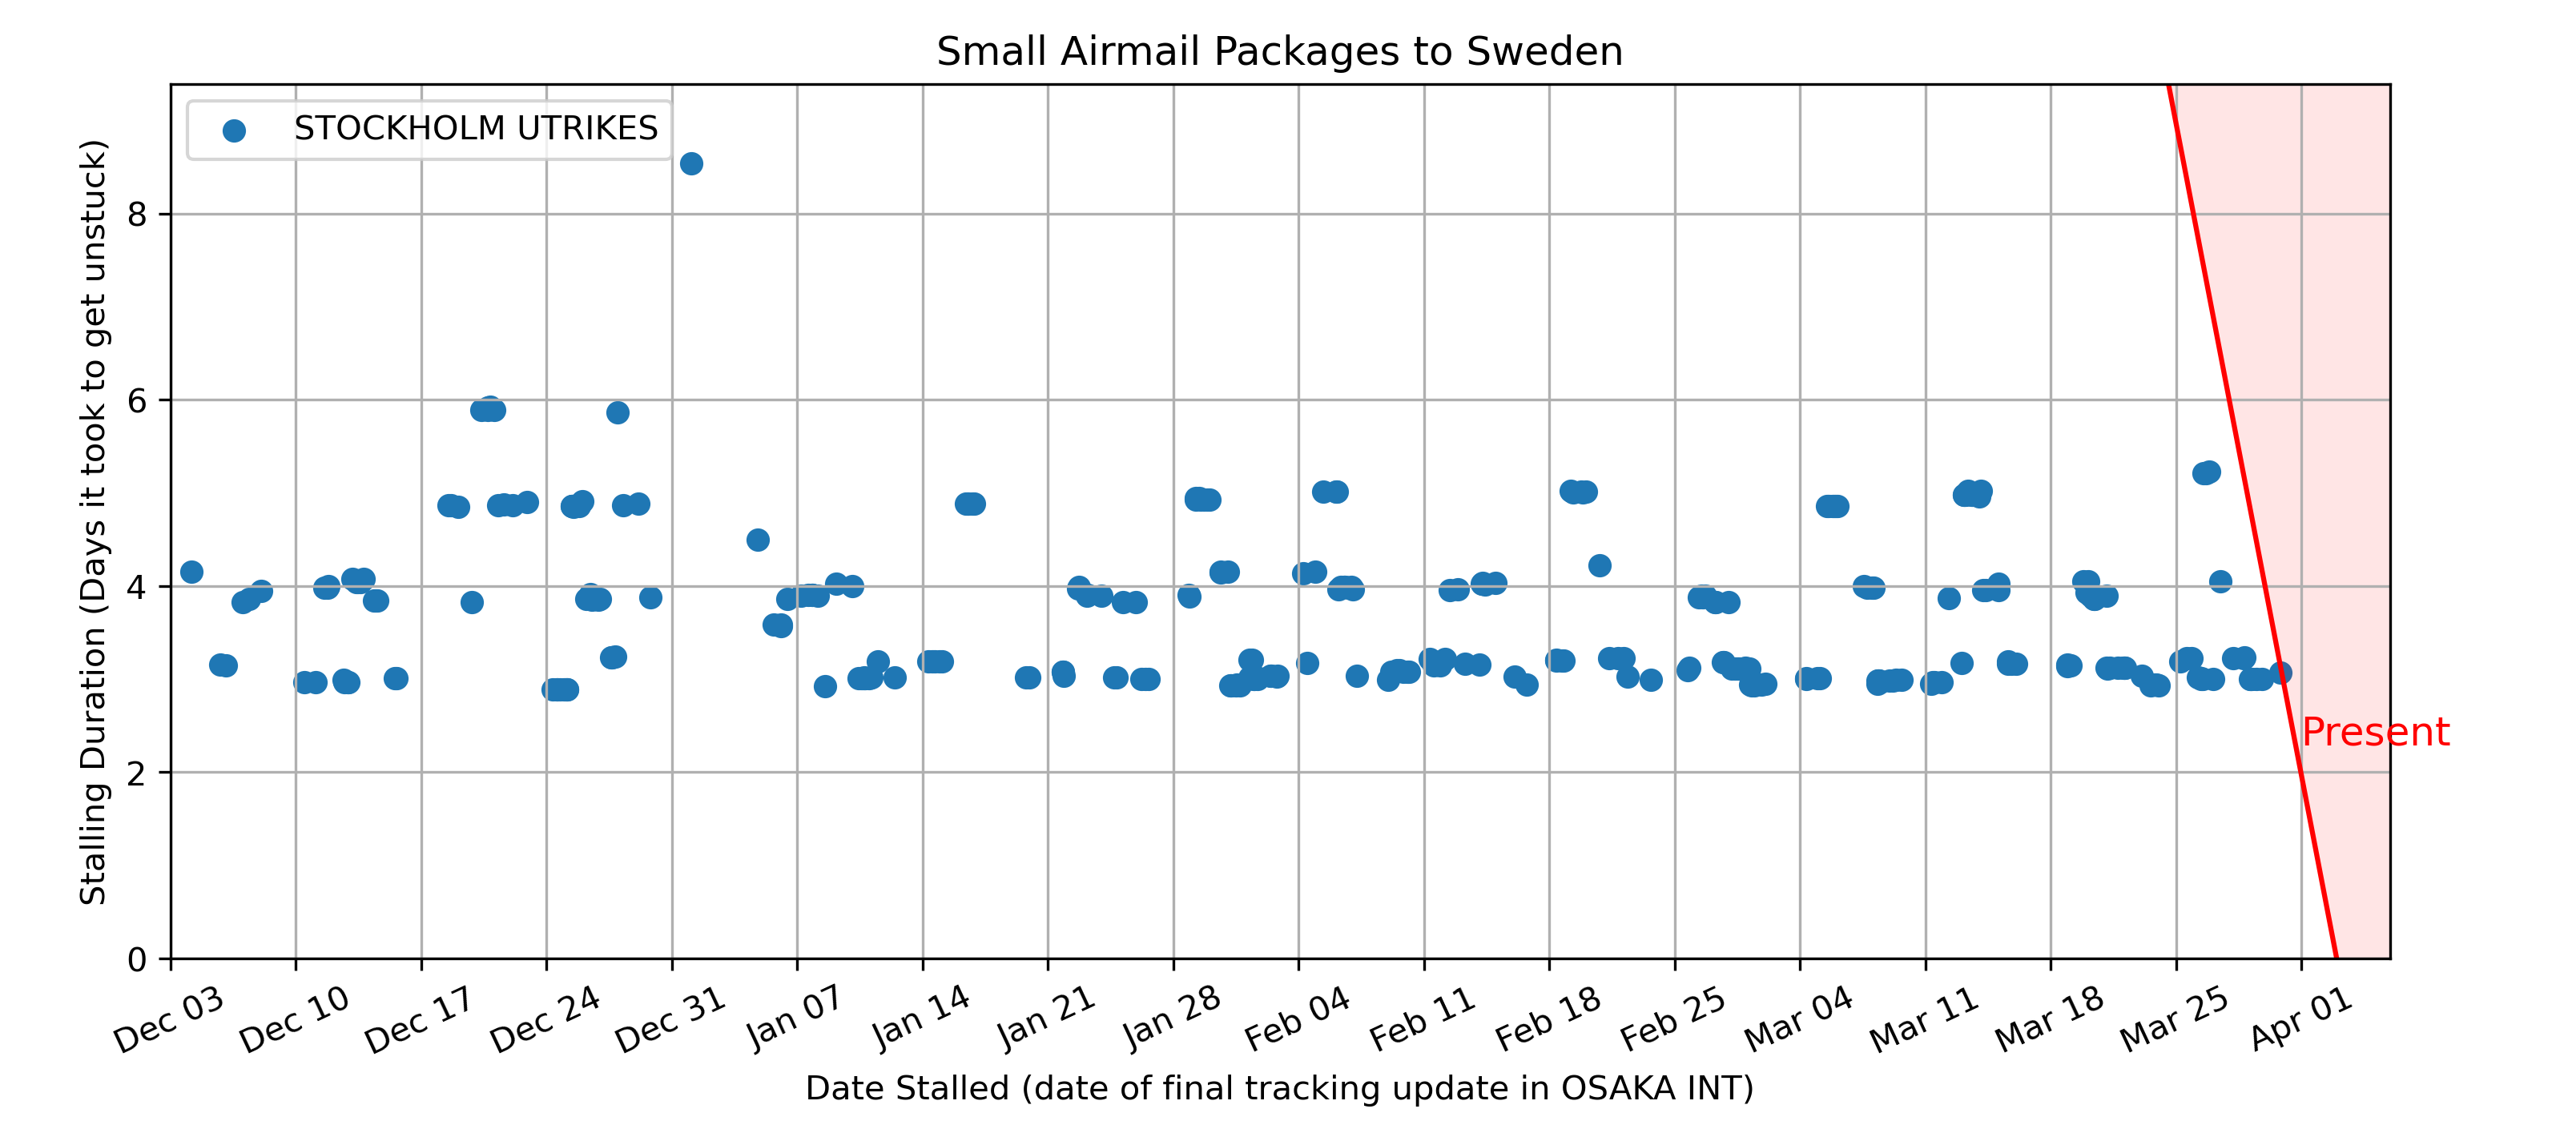 Small Airmail Packages to Sweden
STOCKHOLM UTRIKES
Stalling Duration (Days it took to get unstuck)
8
6
4
2
0
Present
Dec 03
Dec 10
Dec 17
Dec 24
Dec 31
Jan 07
Jan 14
Jan 21
Jan 28
Feb 04
Feb 11
Feb 18
Feb 25
Mar 04
Mar 11
Mar 18
Mar 25
Apr 01
Date Stalled (date of final tracking update in OSAKA INT)